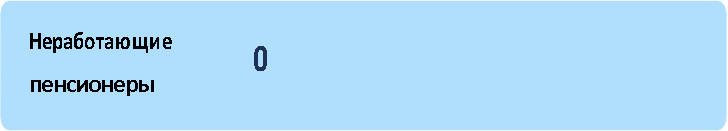 Неработающие 0
пенсионеры